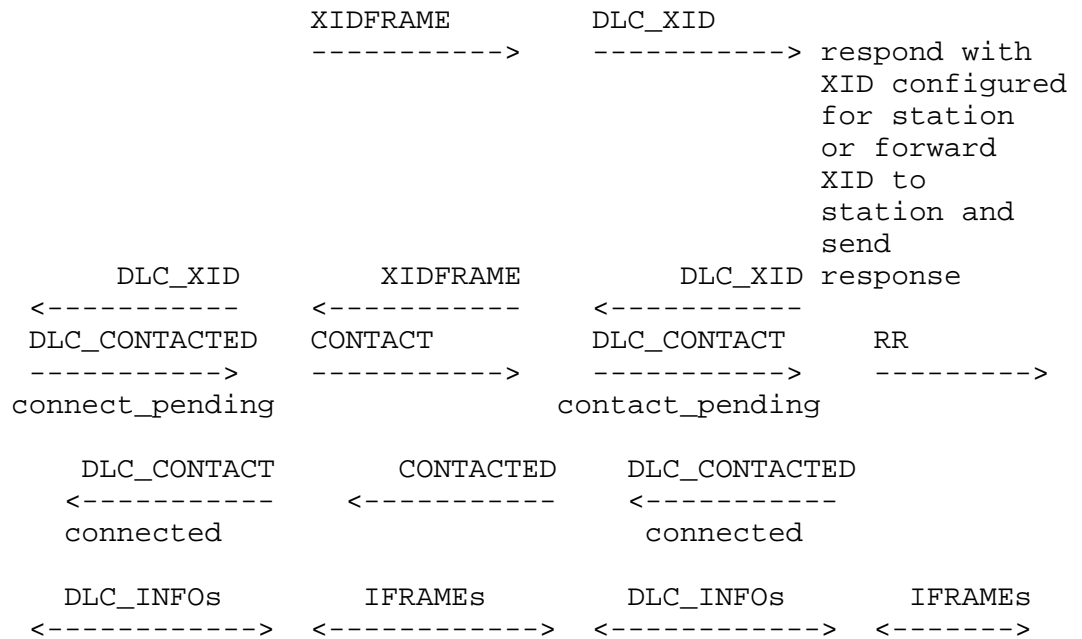 XIDFRAME DLC_XID
-----------> -----------> respond with
XID configured
for station
or forward
XID to
station and
send
DLC_XID XIDFRAME DLC_XID response
<----------- <----------- <-----------
DLC_CONTACTED CONTACT DLC_CONTACT RR
-----------> -----------> -----------> --------->
connect_pending contact_pending
DLC_CONTACT CONTACTED DLC_CONTACTED
<----------- <----------- <-----------
connected connected
DLC_INFOs IFRAMEs DLC_INFOs IFRAMEs
<------------> <------------> <------------> <------->